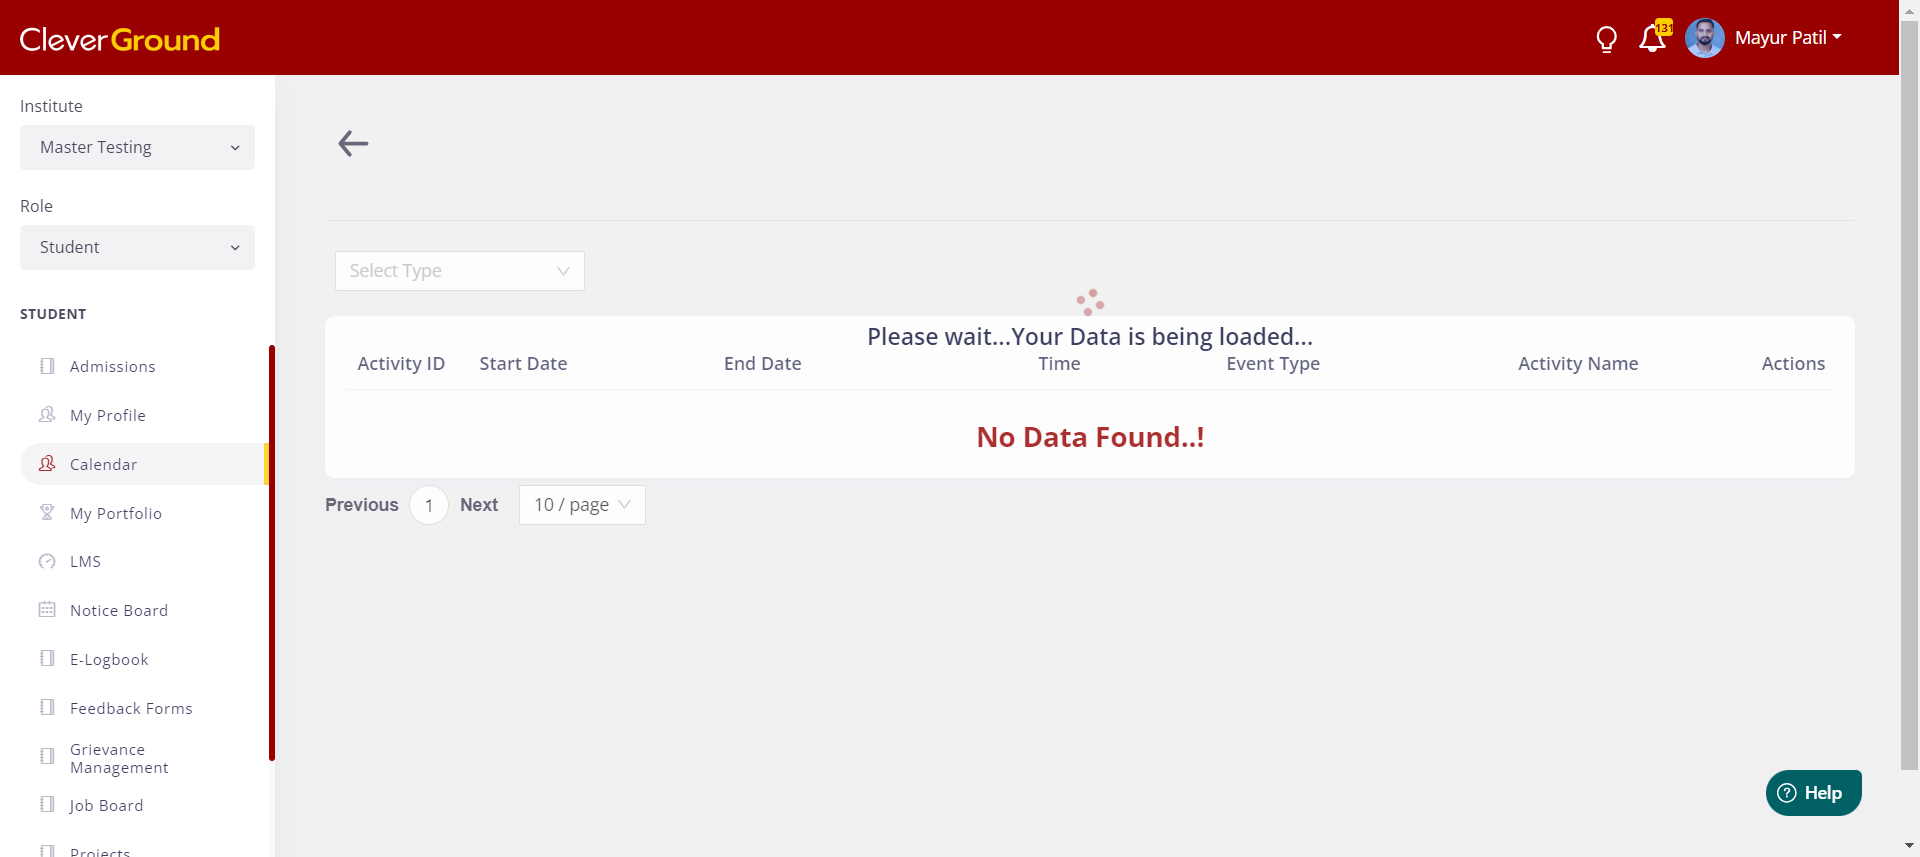 CleverGround
131
Mayur Patil
Institute
Master Testing
Role
Student
STUDENT
Admissions
My Profile
Calendar
My Portfolio
LMS
Notice Board
E-Logbook
Feedback Forms
Grievance
Management
Job Board
Projects
Select Type
Please wait...Your Data is being loaded...
Activity ID Start Date End Date Time Event Type Activity Name Actions
No Data Found..!
Previous 1 Next 10 / page
Help